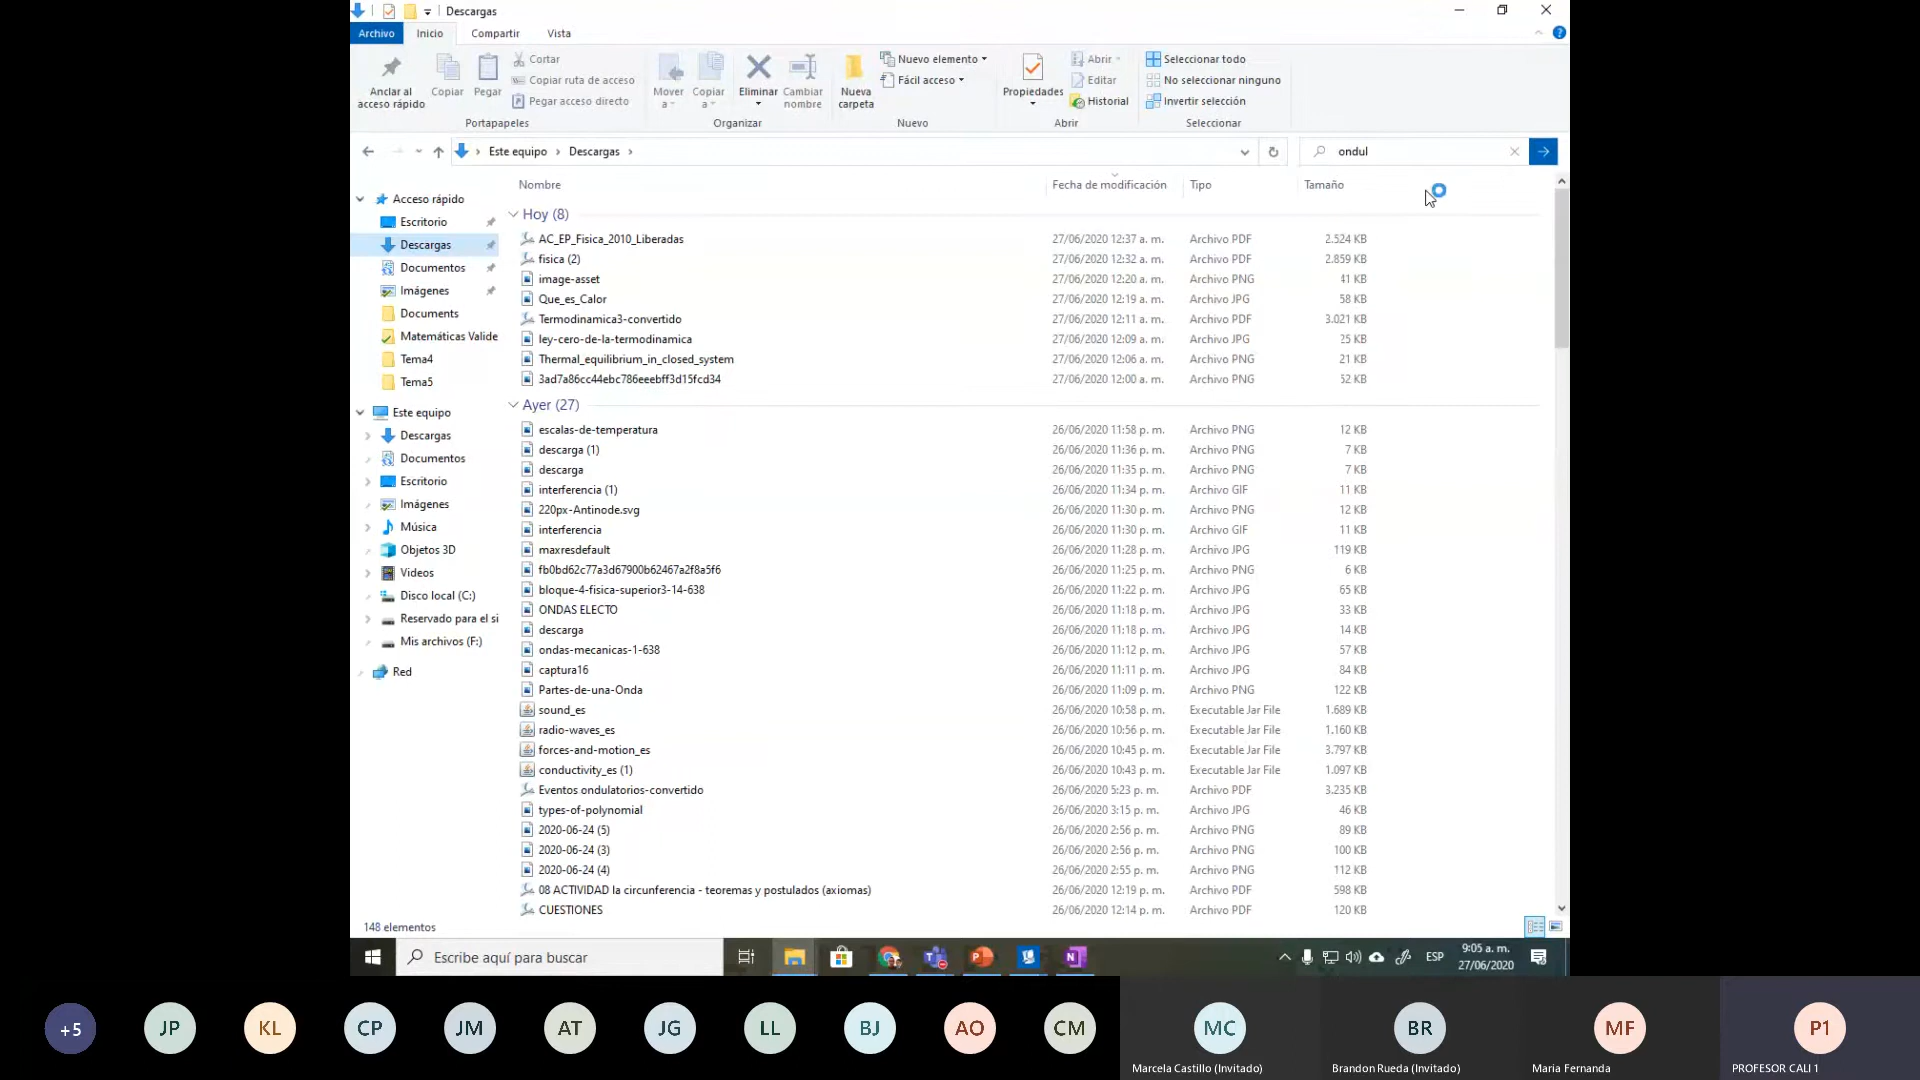 Descargas
Archivo Inicio Compartir Vista
Anclar al acceso rápido
Copiar
Pegar
Cortar
Copiar ruta de acceso
Pegar acceso directo
Portapapeles
Mover a
Copiar a
Eliminar
Cambiar nombre
Organizar
Nueva carpeta
Nuevo elemento
Fácil acceso
Nuevo
Propiedades
Abrir
Editar
Historial
Abrir
Seleccionar todo
No seleccionar ninguno
Invertir selección
Seleccionar
Este equipo > Descargas >
ondul
Acceso rápido
Escritorio
Descargas
Documentos
Imágenes
Documents
Matemáticas Valide
Tema4
Tema5
Este equipo
Descargas
Documentos
Escritorio
Imágenes
Música
Objetos 3D
Videos
Disco local (C:)
Reservado para el si
Mis archivos (F:)
Red
Nombre Fecha de modificación Tipo Tamaño
Hoy (8)
AC_EP_Fisica_2010_Liberadas 27/06/2020 12:37 a. m. Archivo PDF 2.524 KB
fisica (2) 27/06/2020 12:32 a. m. Archivo PDF 2.859 KB
image-asset 27/06/2020 12:20 a. m. Archivo PNG 41 KB
Que_es_Calor 27/06/2020 12:19 a. m. Archivo JPG 58 KB
Termodinamica3-convertido 27/06/2020 12:11 a. m. Archivo PDF 3.021 KB
ley-cero-de-la-termodinamica 27/06/2020 12:09 a. m. Archivo JPG 25 KB
Thermal_equilibrium_in_closed_system 27/06/2020 12:06 a. m. Archivo PNG 21 KB
3ad7a86cc44ebc786eeebff3d15fcd34 27/06/2020 12:00 a. m. Archivo PNG 52 KB
Ayer (27)
escalas-de-temperatura 26/06/2020 11:58 p. m. Archivo PNG 12 KB
descarga (1) 26/06/2020 11:36 p. m. Archivo PNG 7 KB
descarga 26/06/2020 11:35 p. m. Archivo PNG 7 KB
interferencia (1) 26/06/2020 11:34 p. m. Archivo GIF 11 KB
220px-Antinode.svg 26/06/2020 11:30 p. m. Archivo PNG 12 KB
interferencia 26/06/2020 11:30 p. m. Archivo GIF 11 KB
maxresdefault 26/06/2020 11:28 p. m. Archivo JPG 119 KB
fb0bd62c77a3d67900b62467a2f8a5f6 26/06/2020 11:25 p. m. Archivo PNG 6 KB
bloque-4-fisica-superior3-14-638 26/06/2020 11:22 p. m. Archivo JPG 65 KB
ONDAS ELECTO 26/06/2020 11:18 p. m. Archivo JPG 33 KB
descarga 26/06/2020 11:18 p. m. Archivo JPG 14 KB
ondas-mecanicas-1-638 26/06/2020 11:12 p. m. Archivo JPG 57 KB
captura16 26/06/2020 11:11 p. m. Archivo JPG 84 KB
Partes-de-una-Onda 26/06/2020 11:09 p. m. Archivo PNG 122 KB
sound_es 26/06/2020 10:58 p. m. Executable Jar File 1.689 KB
radio-waves_es 26/06/2020 10:56 p. m. Executable Jar File 1.160 KB
forces-and-motion_es 26/06/2020 10:45 p. m. Executable Jar File 3.797 KB
conductivity_es (1) 26/06/2020 10:43 p. m. Executable Jar File 1.097 KB
Eventos ondulatorios-convertido 26/06/2020 5:23 p. m. Archivo PDF 3.235 KB
types-of-polynomial 26/06/2020 3:15 p. m. Archivo JPG 46 KB
2020-06-24 (5) 26/06/2020 2:56 p. m. Archivo PNG 89 KB
2020-06-24 (3) 26/06/2020 2:56 p. m. Archivo PNG 100 KB
2020-06-24 (4) 26/06/2020 2:55 p. m. Archivo PNG 112 KB
08 ACTIVIDAD la circunferencia - teoremas y postulados (axiomas) 26/06/2020 12:19 p. m. Archivo PDF 598 KB
CUESTIONES 26/06/2020 12:14 p. m. Archivo PDF 120 KB
148 elementos
Escribe aquí para buscar
ESP
9:05 a. m.
27/06/2020
+5 JP KL CP JM AT JG LL BJ AO CM MC BR MF P1
Marcela Castillo (Invitado) Brandon Rueda (Invitado) Maria Fernanda PROFESOR CALI 1